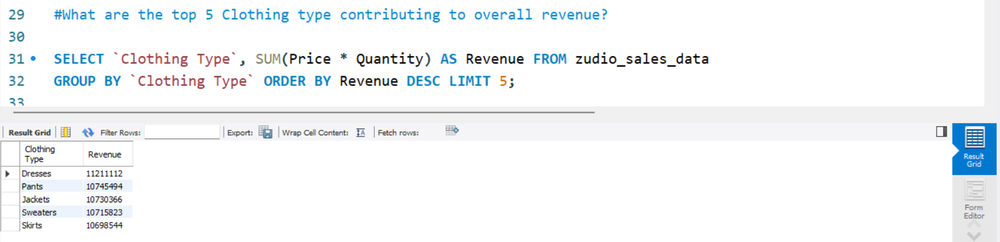 29 #What are the top 5 Clothing type contributing to overall revenue?
30
31 SELECT `Clothing Type`, SUM(Price * Quantity) AS Revenue FROM zudio_sales_data
32 GROUP BY `Clothing Type` ORDER BY Revenue DESC LIMIT 5;
33
Result Grid Filter Rows: Export: Wrap Cell Content: IA Fetch rows:
Clothing Type Revenue
Dresses 11211112
Pants 10745494
Jackets 10730366
Sweaters 10715823
Skirts 10698544
Result
Grid
Form
Editor